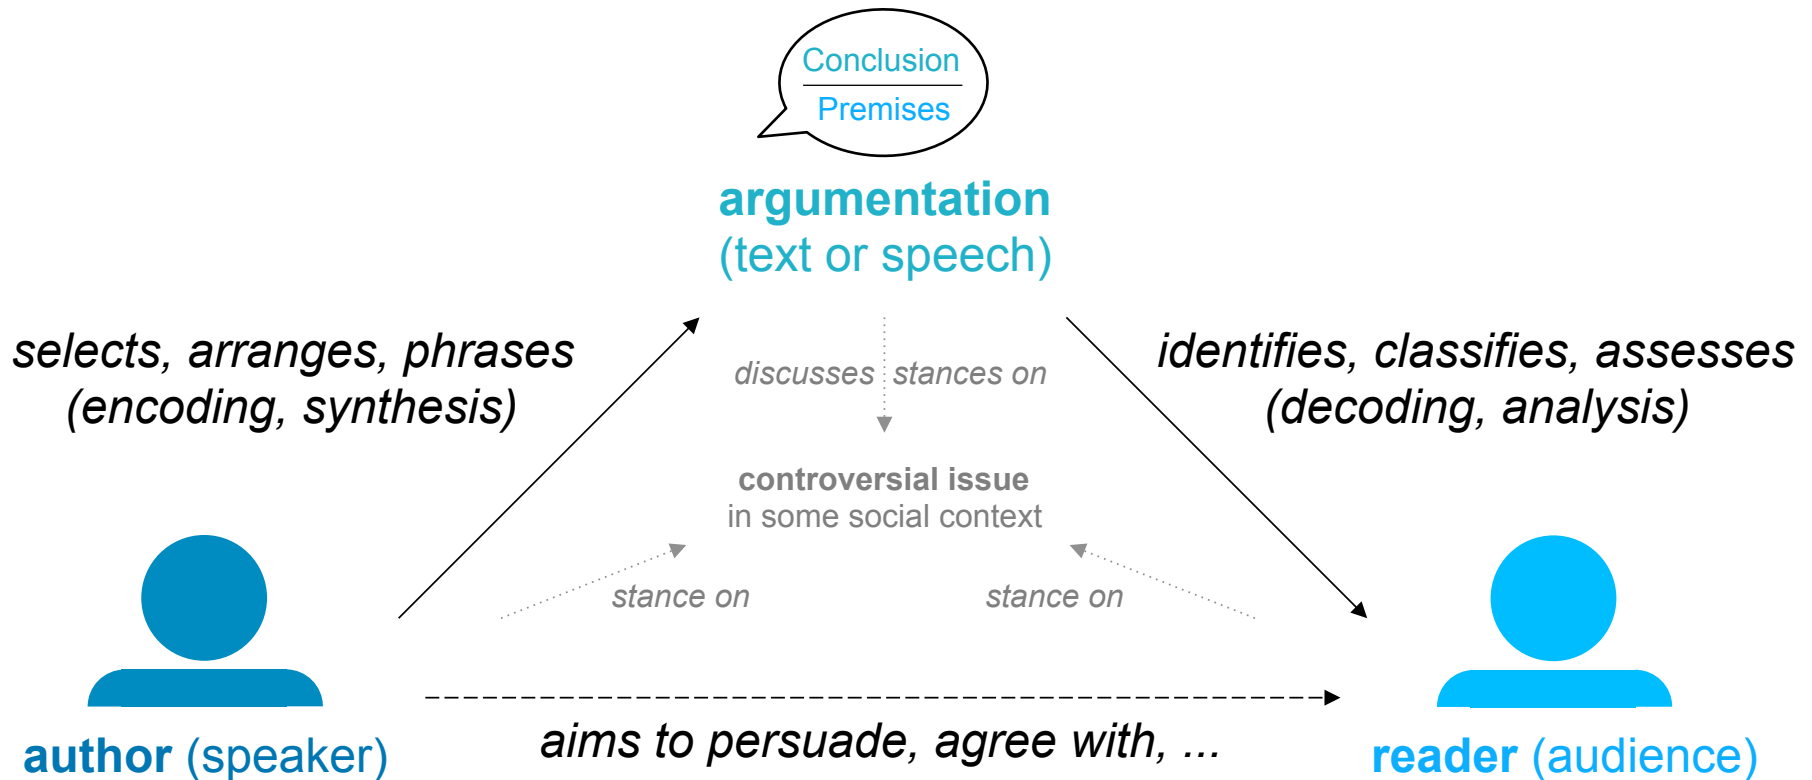 Conclusion
Premises
argumentation
(text or speech)
selects, arranges, phrases
(encoding, synthesis)
discusses stances on
identifies, classifies, assesses
(decoding, analysis)
controversial issue
in some social context
stance on
stance on
aims to persuade, agree with, ...
author (speaker)
reader (audience)